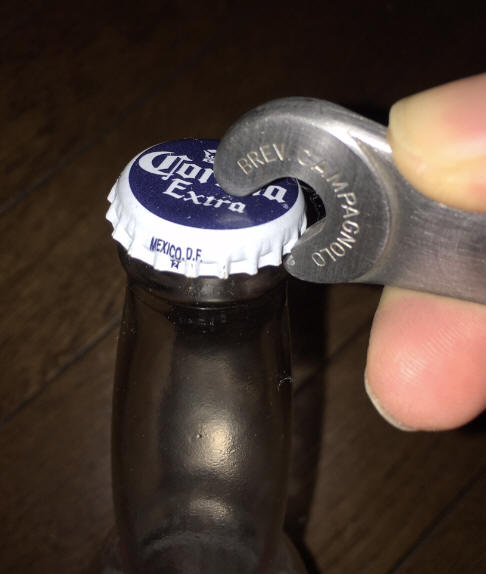 Corona
Extra
MEXICO, D.F.
BREV. CAMPAGNOLO